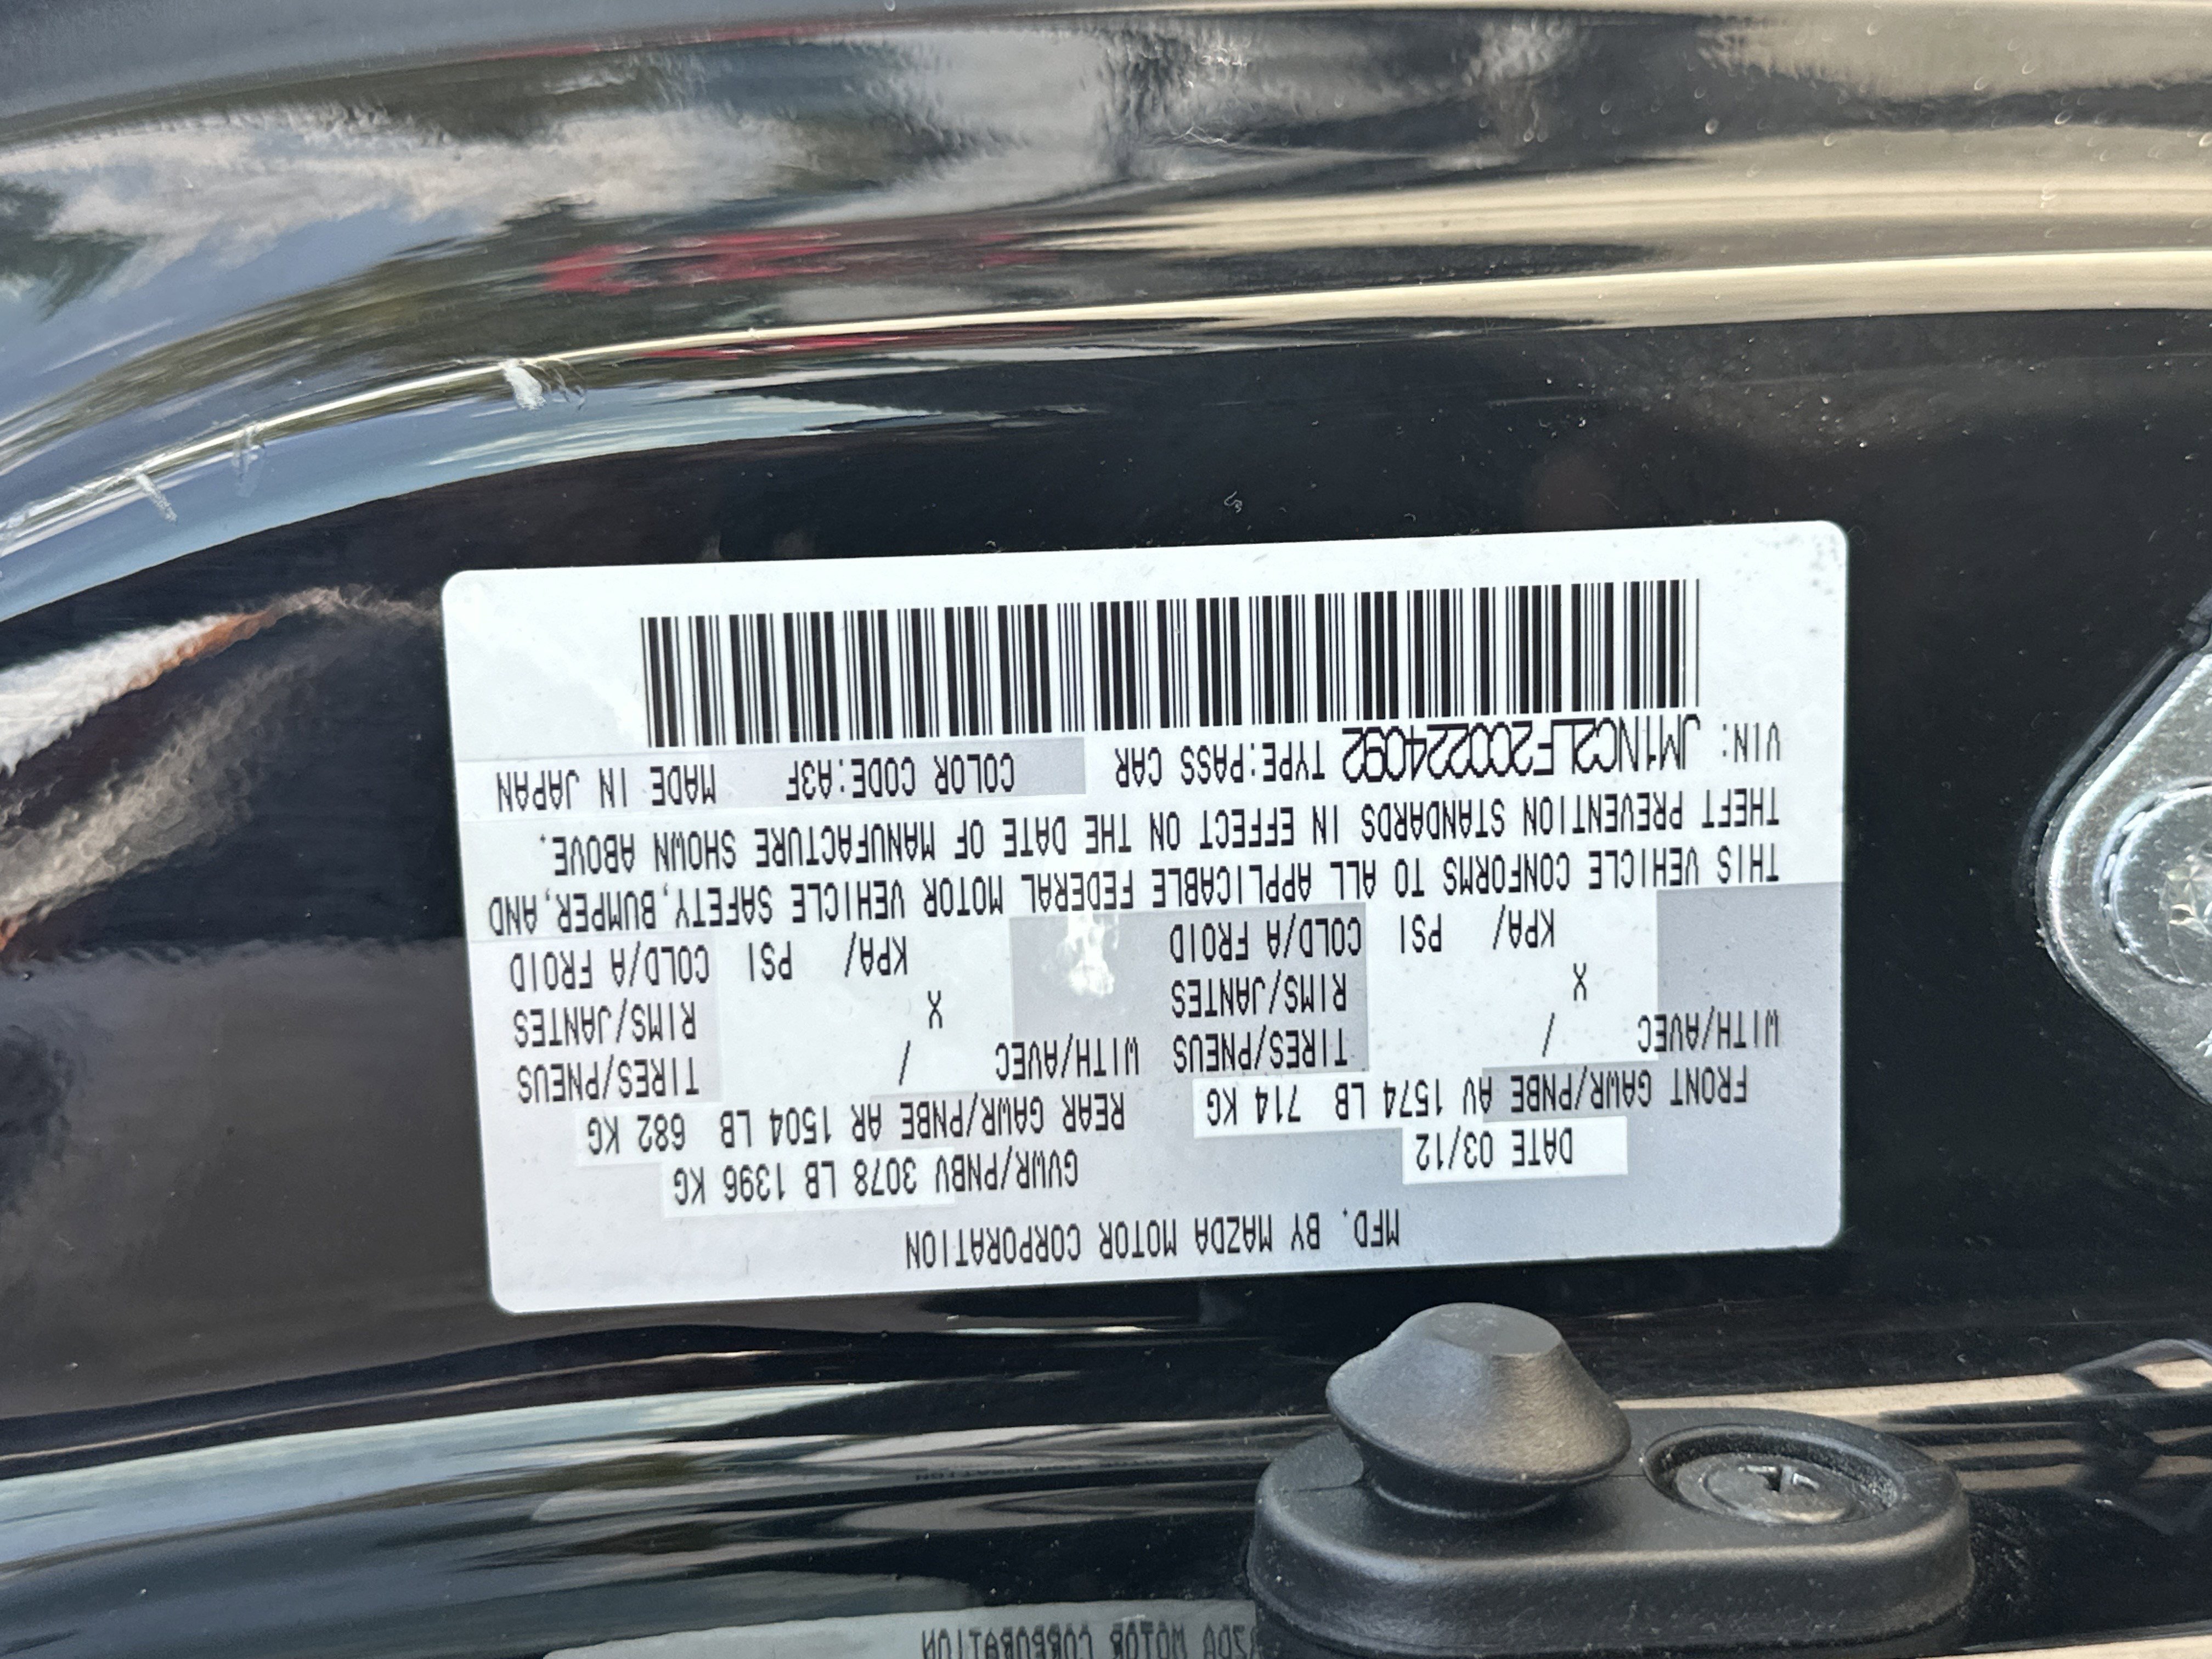 MFD. BY MAZDA MOTOR CORPORATION
DATE 03/12 GVWR/PNBV 3078 LB 1396 KG
FRONT GAWR/PNBE AV 1574 LB 714 KG REAR GAWR/PNBE AR 1504 LB 682 KG
WITH/AVEC / TIRES/PNEUS WITH/AVEC / TIRES/PNEUS
X RIMS/JANTES X RIMS/JANTES
KPA/ PSI COLD/A FROID KPA/ PSI COLD/A FROID
THIS VEHICLE CONFORMS TO ALL APPLICABLE FEDERAL MOTOR VEHICLE SAFETY,BUMPER,AND
THEFT PREVENTION STANDARDS IN EFFECT ON THE DATE OF MANUFACTURE SHOWN ABOVE.
VIN: JM1NC2LF2C0224092 TYPE:PASS CAR COLOR CODE:A3F MADE IN JAPAN